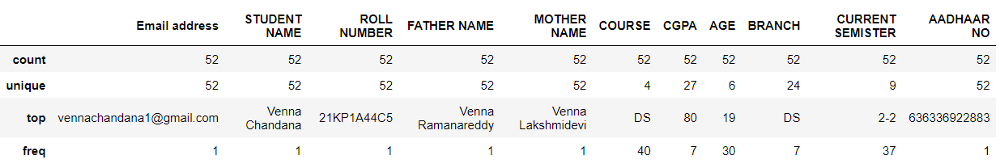 Email address STUDENT NAME ROLL NUMBER FATHER NAME MOTHER NAME COURSE CGPA AGE BRANCH CURRENT SEMISTER AADHAAR NO
count 52 52 52 52 52 52 52 52 52 52 52
unique 52 52 52 52 52 4 27 6 24 9 52
top vennachandana1@gmail.com Venna Chandana 21KP1A44C5 Venna Ramanareddy Venna Lakshmidevi DS 80 19 DS 2-2 636336922883
freq 1 1 1 1 1 40 7 30 7 37 1